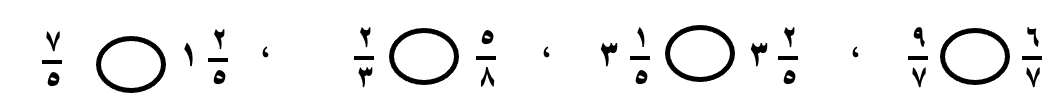 ٦/٧ ◯ ٩/٧ ، ٣ ٢/٥ ◯ ٣ ١/٥ ، ٥/٨ ◯ ٢/٣ ، ١ ٢/٥ ◯ ٧/٥